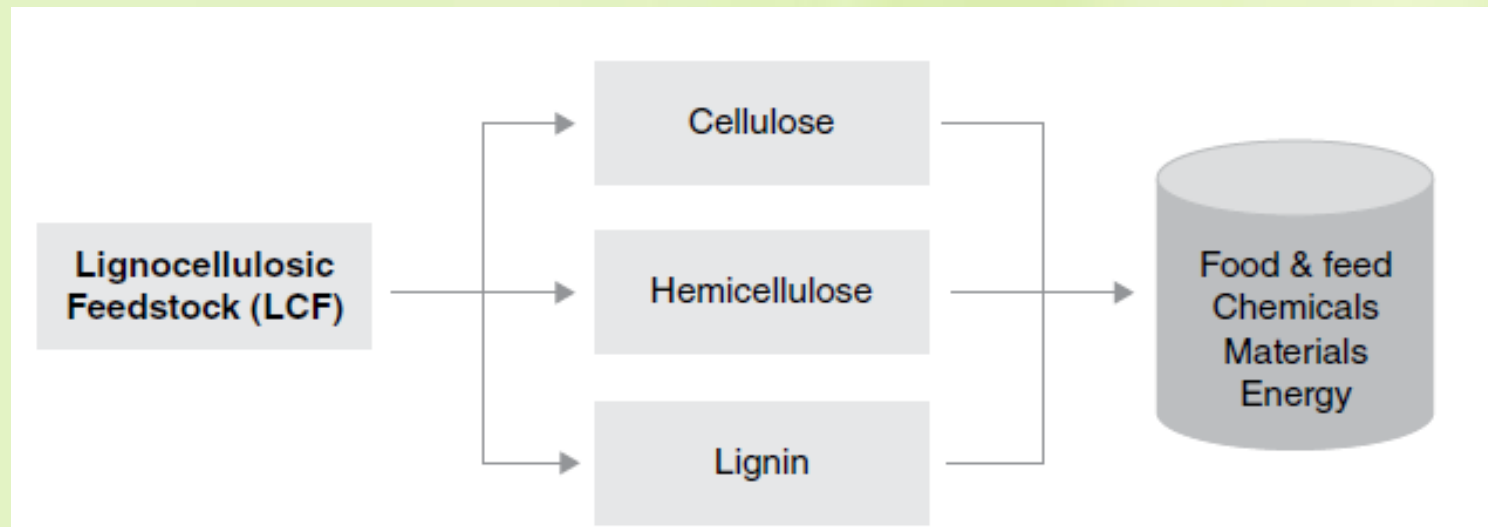 Lignocellulosic
Feedstock (LCF)
Cellulose
Hemicellulose
Lignin
Food & feed
Chemicals
Materials
Energy